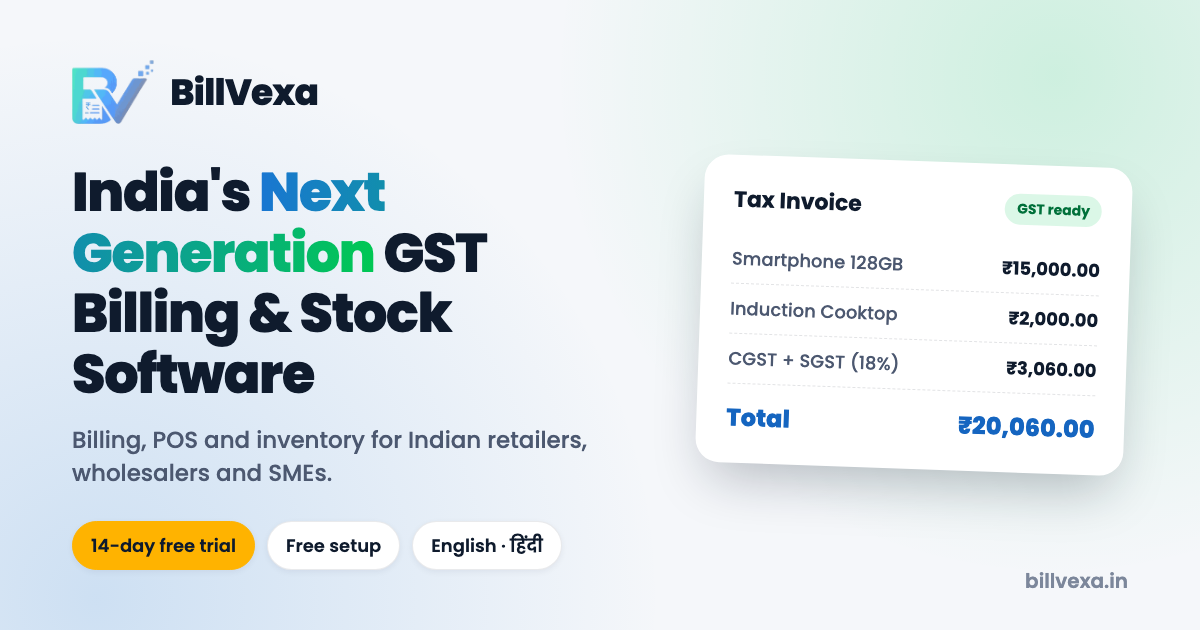 BillVexa
India's Next
Generation GST
Billing & Stock
Software
Billing, POS and inventory for Indian retailers,
wholesalers and SMEs.
14-day free trial
Free setup
English · हिंदी
Tax Invoice
GST ready
Smartphone 128GB ₹15,000.00
Induction Cooktop ₹2,000.00
CGST + SGST (18%) ₹3,060.00
Total ₹20,060.00
billvexa.in